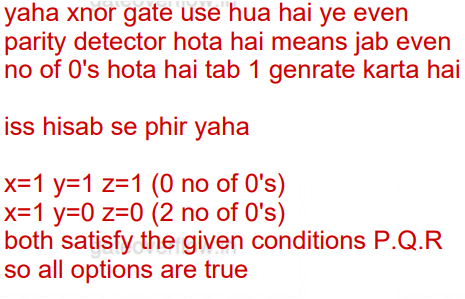 yaha xnor gate use hua hai ye even
parity detector hota hai means jab even
no of 0's hota hai tab 1 genrate karta hai
iss hisab se phir yaha
x=1 y=1 z=1 (0 no of 0's)
x=1 y=0 z=0 (2 no of 0's)
both satisfy the given conditions P.Q.R
gateoverflow.in
so all options are true